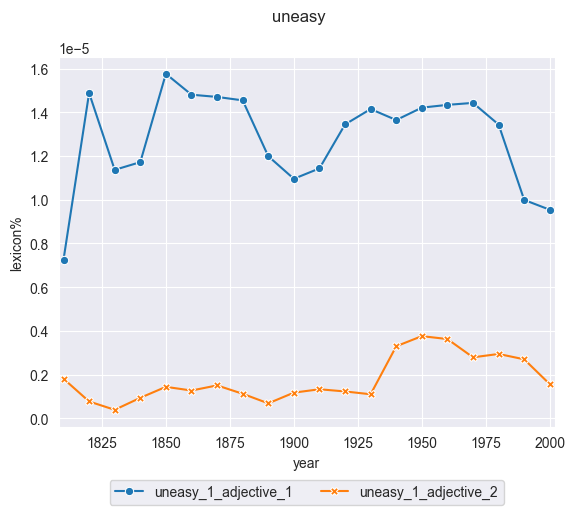 uneasy
1e−5
1.6
1.4
1.2
1.0
0.8
0.6
0.4
0.2
0.0
lexicon%
1825 1850 1875 1900 1925 1950 1975 2000
year
uneasy_1_adjective_1 uneasy_1_adjective_2